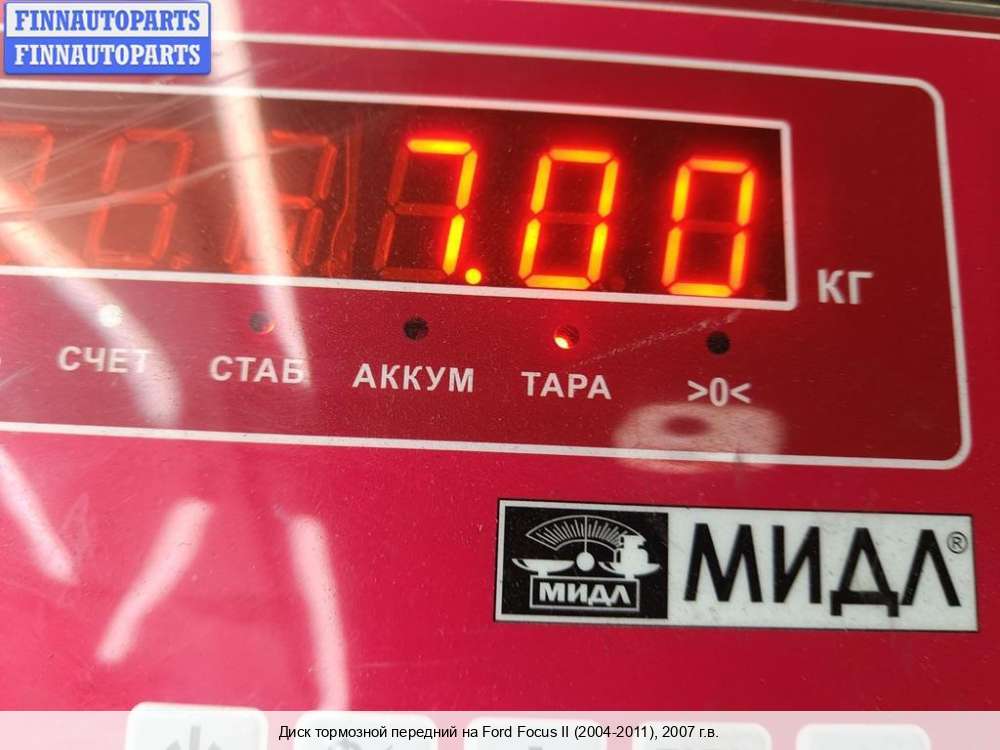 FINNAUTOPARTS
FINNAUTOPARTS
7.00
КГ
СЧЕТ СТАБ АККУМ ТАРА >0<
МИДЛ
МИДЛ®
Диск тормозной передний на Ford Focus II (2004-2011), 2007 г.в.